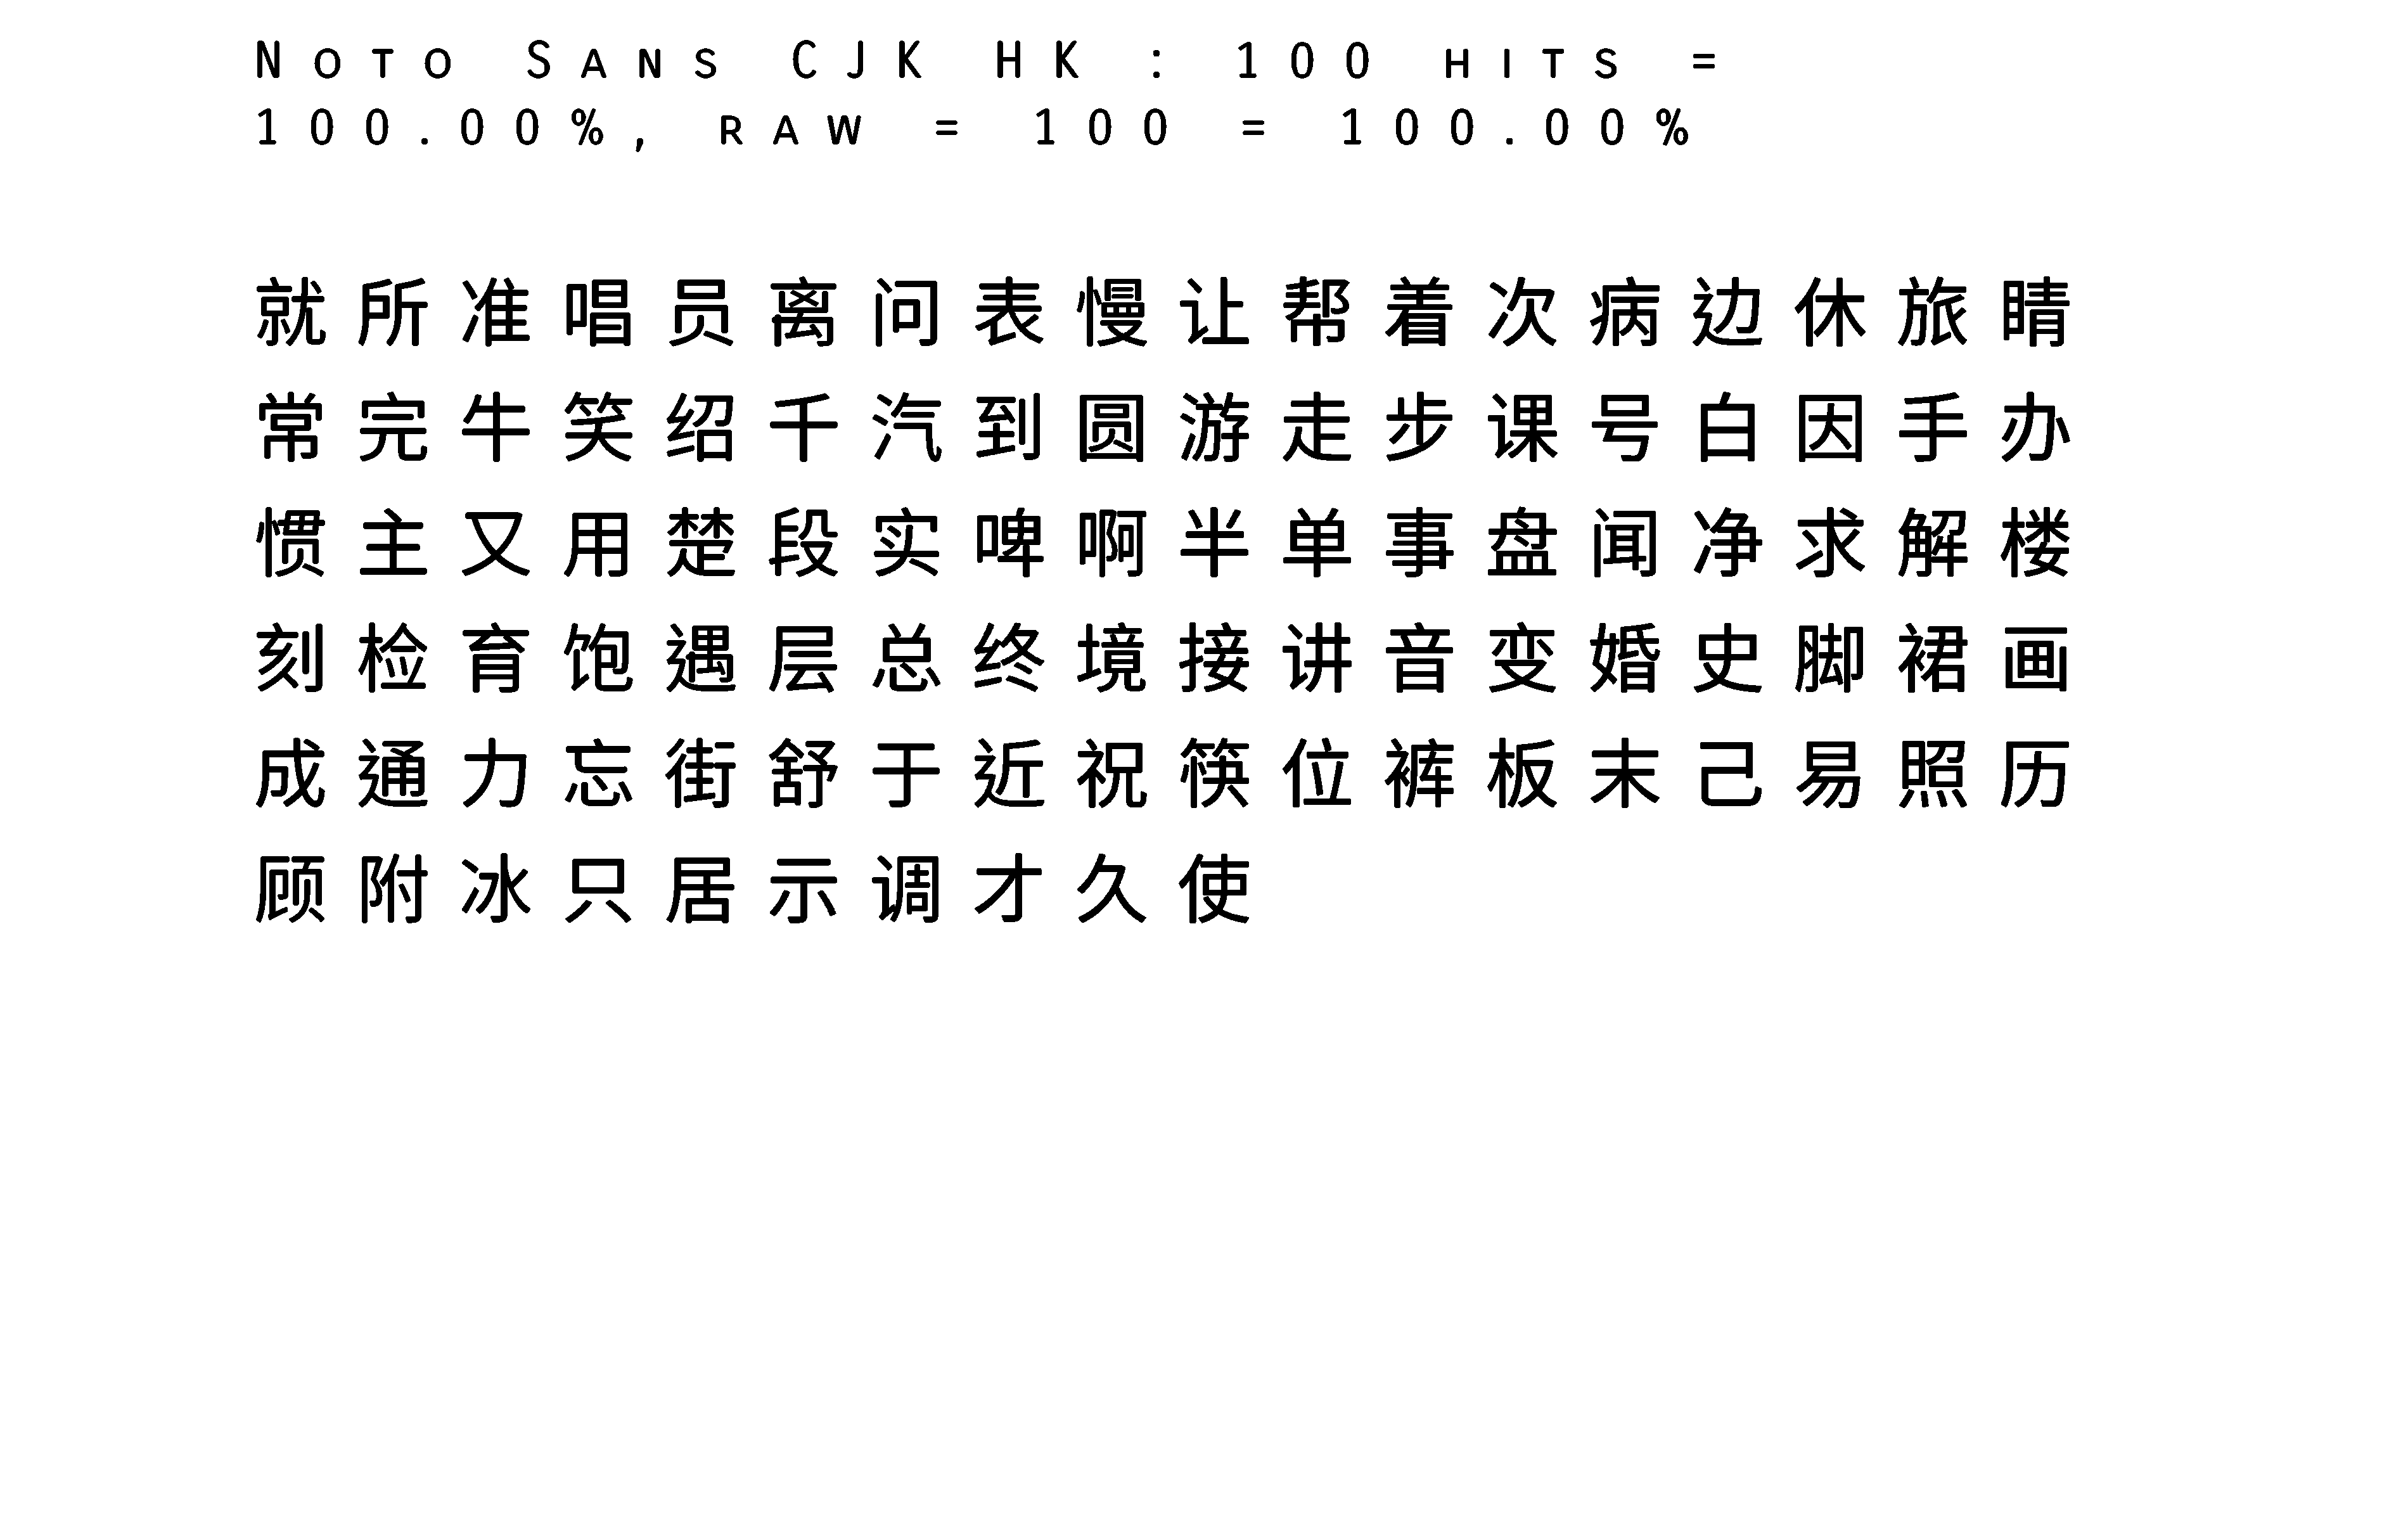 Noto Sans CJK HK : 100 hits =
100.00%, raw = 100 = 100.00%
就所准唱员离问表慢让帮着次病边休旅睛
常完牛笑绍千汽到圆游走步课号白因手办
惯主又用楚段实啤啊半单事盘闻净求解楼
刻检育饱遇层总终境接讲音变婚史脚裙画
成通力忘街舒于近祝筷位裤板末己易照历
顾附冰只居示调才久使